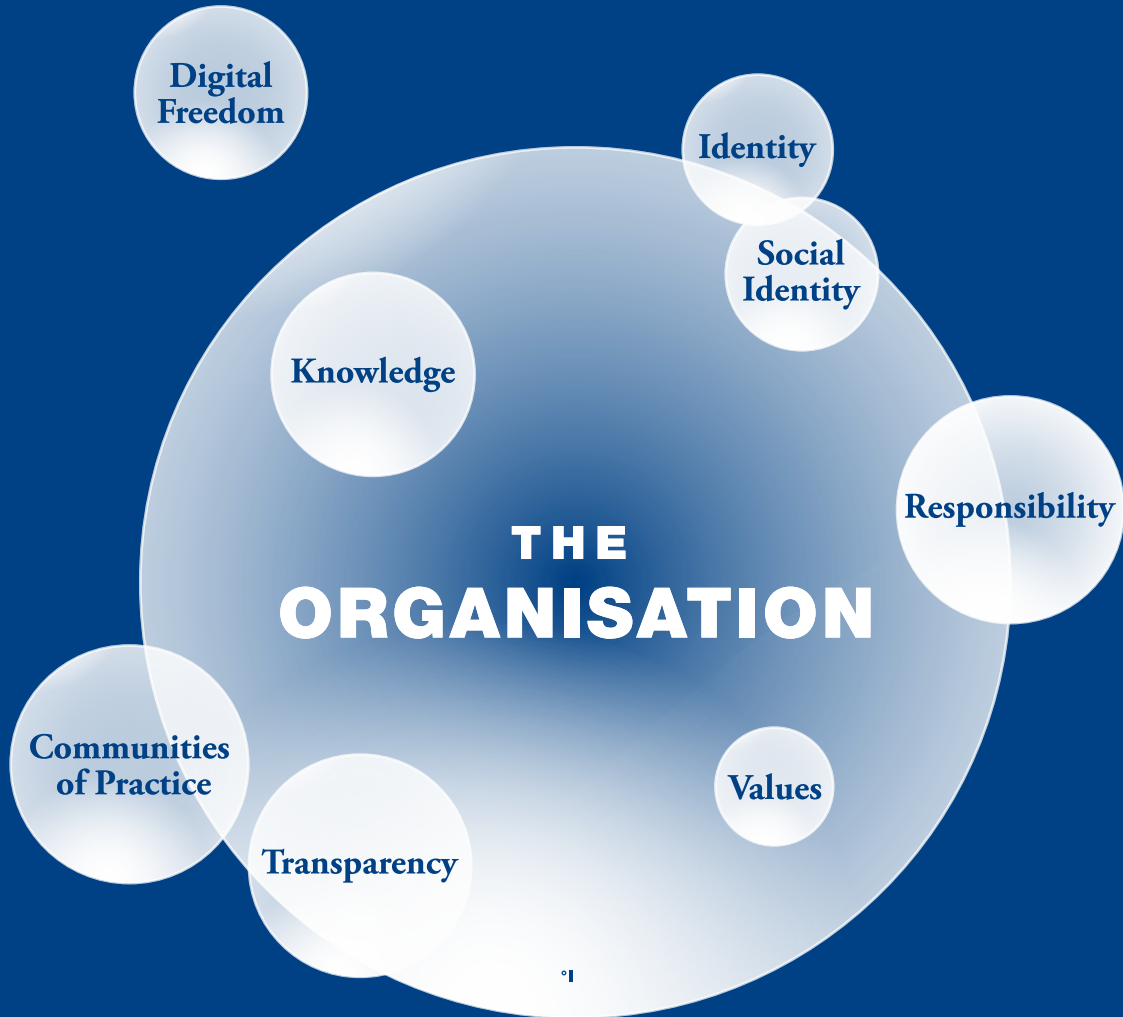 Digital
Freedom
Identity
Social
Identity
Knowledge
Responsibility
THE
ORGANISATION
Communities
of Practice
Values
Transparency
°I